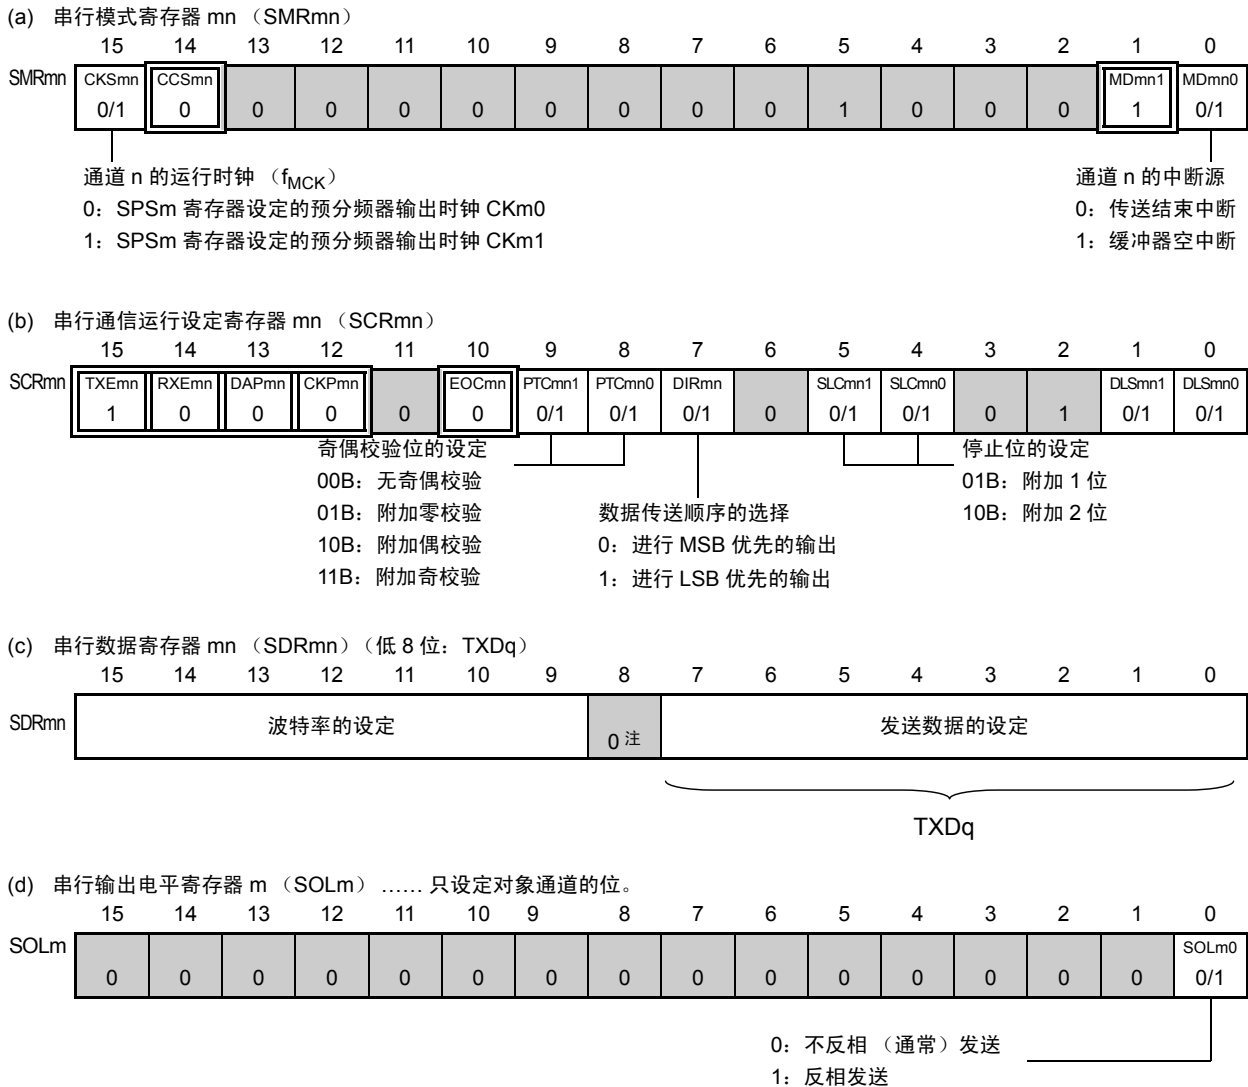 (a) 串行模式寄存器 mn （SMRmn）
15 14 13 12 11 10 9 8 7 6 5 4 3 2 1 0
SMRmn CKSmn CCSmn MDmn1 MDmn0
0/1 0 0 0 0 0 0 0 0 0 1 0 0 0 1 0/1
通道 n 的运行时钟 （fMCK） 通道 n 的中断源
0：SPSm 寄存器设定的预分频器输出时钟 CKm0 0：传送结束中断
1：SPSm 寄存器设定的预分频器输出时钟 CKm1 1：缓冲器空中断
(b) 串行通信运行设定寄存器 mn （SCRmn）
15 14 13 12 11 10 9 8 7 6 5 4 3 2 1 0
SCRmn TXEmn RXEmn DAPmn CKPmn EOCmn PTCmn1 PTCmn0 DIRmn SLCmn1 SLCmn0 DLSmn1 DLSmn0
1 0 0 0 0 0 0/1 0/1 0/1 0 0/1 0/1 0 1 0/1 0/1
奇偶校验位的设定 停止位的设定
00B：无奇偶校验 01B：附加 1 位
01B：附加零校验 数据传送顺序的选择 10B：附加 2 位
10B：附加偶校验 0：进行 MSB 优先的输出
11B：附加奇校验 1：进行 LSB 优先的输出
(c) 串行数据寄存器 mn （SDRmn）（低 8 位：TXDq）
15 14 13 12 11 10 9 8 7 6 5 4 3 2 1 0
SDRmn 波特率的设定 0 注 发送数据的设定
TXDq
(d) 串行输出电平寄存器 m （SOLm） …… 只设定对象通道的位。
15 14 13 12 11 10 9 8 7 6 5 4 3 2 1 0
SOLm SOLm0
0 0 0 0 0 0 0 0 0 0 0 0 0 0 0 0/1
0：不反相 （通常）发送
1：反相发送